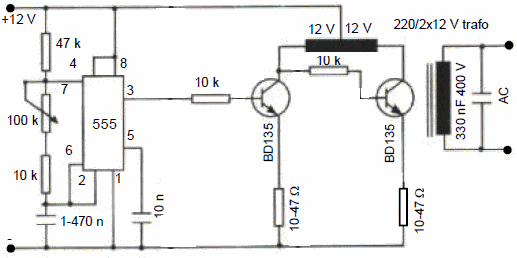 +12 V
47 k
4
8
7
3
10 k
100 k
555
6
5
10 k
2
1
1-470 n
10 n
12 V
12 V
10 k
BD135
BD135
10-47 Ω
10-47 Ω
220/2x12 V trafo
330 nF 400 V
AC
-